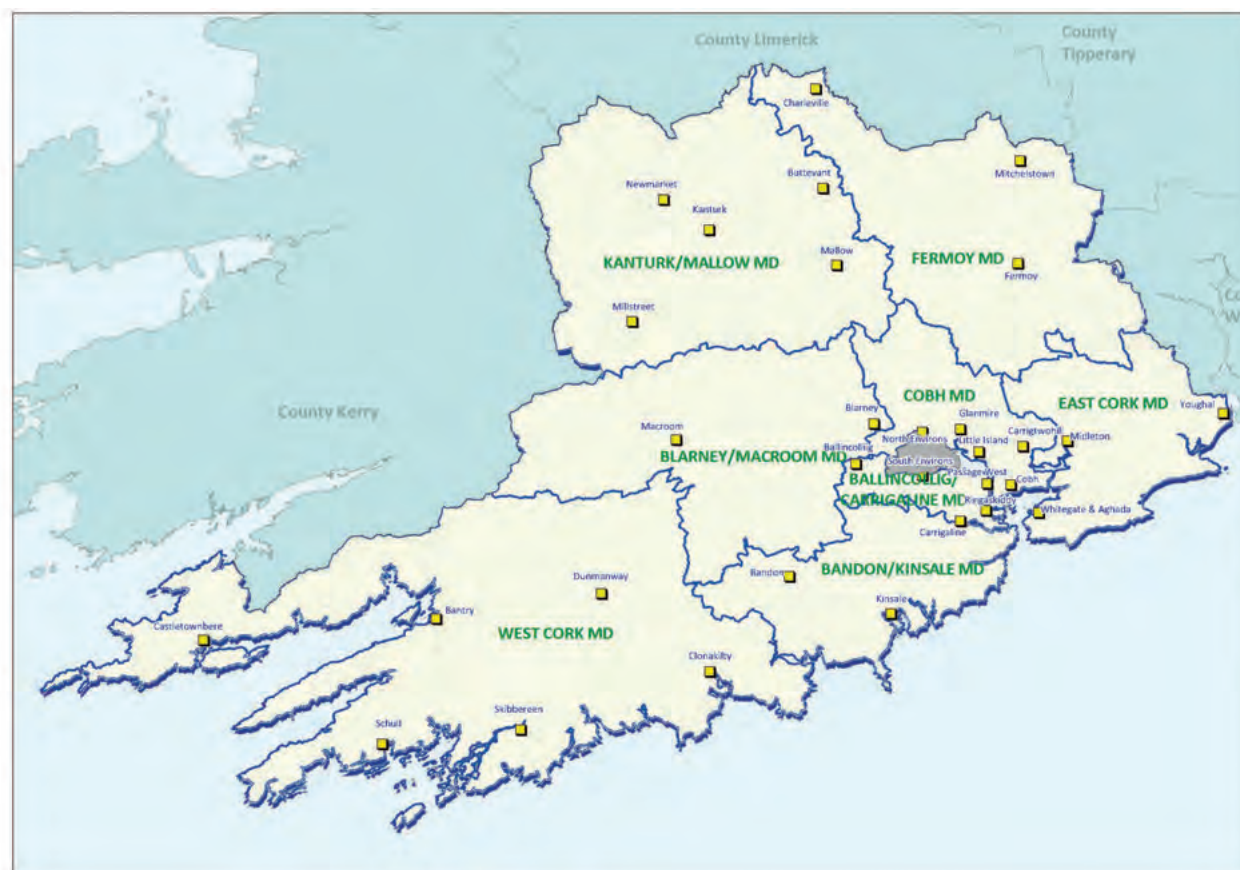 County Limerick
County
Tipperary
Charleville
Mitchelstown
Buttevant
Newmarket
Kantsek
Mallow
KANTURK/MALLOW MD
FERMOY MD
Fermoy
Co
W
Millstreet
COBH MD
EAST CORK MD
Youghal
County Kerry
Blarney
Glanmire
Macroom
North Environs
Carrigtwohill
Midleton
Little Island
Ballincollig
BLARNEY/MACROOM MD
South Environs
Passage West
Cobh
BALLINCOLLIG/
CARRIGALINE MD
Ringaskiddy
Whitegate & Aghada
Carrigaline
Bandon
BANDON/KINSALE MD
Dunmanway
Kinsale
Bantry
Castletownbere
WEST CORK MD
Clonakilty
Skibbereen
Schull